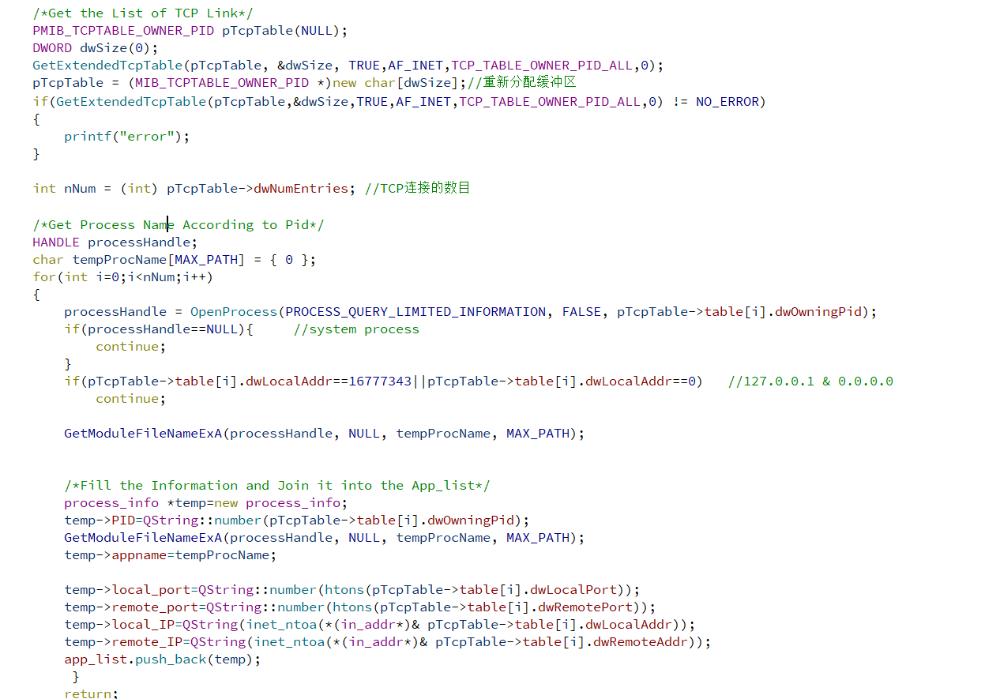 /*Get the List of TCP Link*/
PMIB_TCPTABLE_OWNER_PID pTcpTable(NULL);
DWORD dwSize(0);
GetExtendedTcpTable(pTcpTable, &dwSize, TRUE,AF_INET,TCP_TABLE_OWNER_PID_ALL,0);
pTcpTable = (MIB_TCPTABLE_OWNER_PID *)new char[dwSize];//重新分配缓冲区
if(GetExtendedTcpTable(pTcpTable,&dwSize,TRUE,AF_INET,TCP_TABLE_OWNER_PID_ALL,0) != NO_ERROR)
{
    printf("error");
}

int nNum = (int) pTcpTable->dwNumEntries; //TCP连接的数目

/*Get Process Name According to Pid*/
HANDLE processHandle;
char tempProcName[MAX_PATH] = { 0 };
for(int i=0;i<nNum;i++)
{
    processHandle = OpenProcess(PROCESS_QUERY_LIMITED_INFORMATION, FALSE, pTcpTable->table[i].dwOwningPid);
    if(processHandle==NULL){     //system process
        continue;
    }
    if(pTcpTable->table[i].dwLocalAddr==16777343||pTcpTable->table[i].dwLocalAddr==0)   //127.0.0.1 & 0.0.0.0
        continue;

    GetModuleFileNameExA(processHandle, NULL, tempProcName, MAX_PATH);


    /*Fill the Information and Join it into the App_list*/
    process_info *temp=new process_info;
    temp->PID=QString::number(pTcpTable->table[i].dwOwningPid);
    GetModuleFileNameExA(processHandle, NULL, tempProcName, MAX_PATH);
    temp->appname=tempProcName;

    temp->local_port=QString::number(htons(pTcpTable->table[i].dwLocalPort));
    temp->remote_port=QString::number(htons(pTcpTable->table[i].dwRemotePort));
    temp->local_IP=QString(inet_ntoa(*(in_addr*)& pTcpTable->table[i].dwLocalAddr));
    temp->remote_IP=QString(inet_ntoa(*(in_addr*)& pTcpTable->table[i].dwRemoteAddr));
    app_list.push_back(temp);
     }
    return;